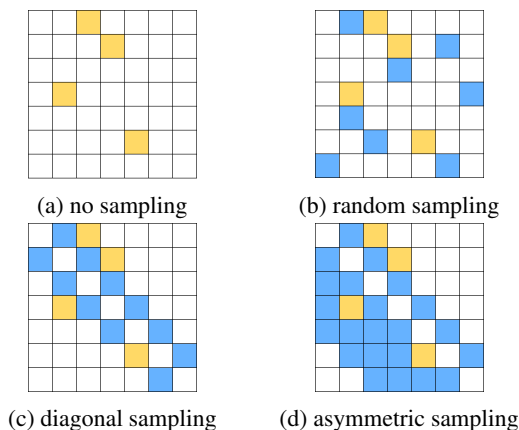 (a) no sampling
(b) random sampling
(c) diagonal sampling
(d) asymmetric sampling